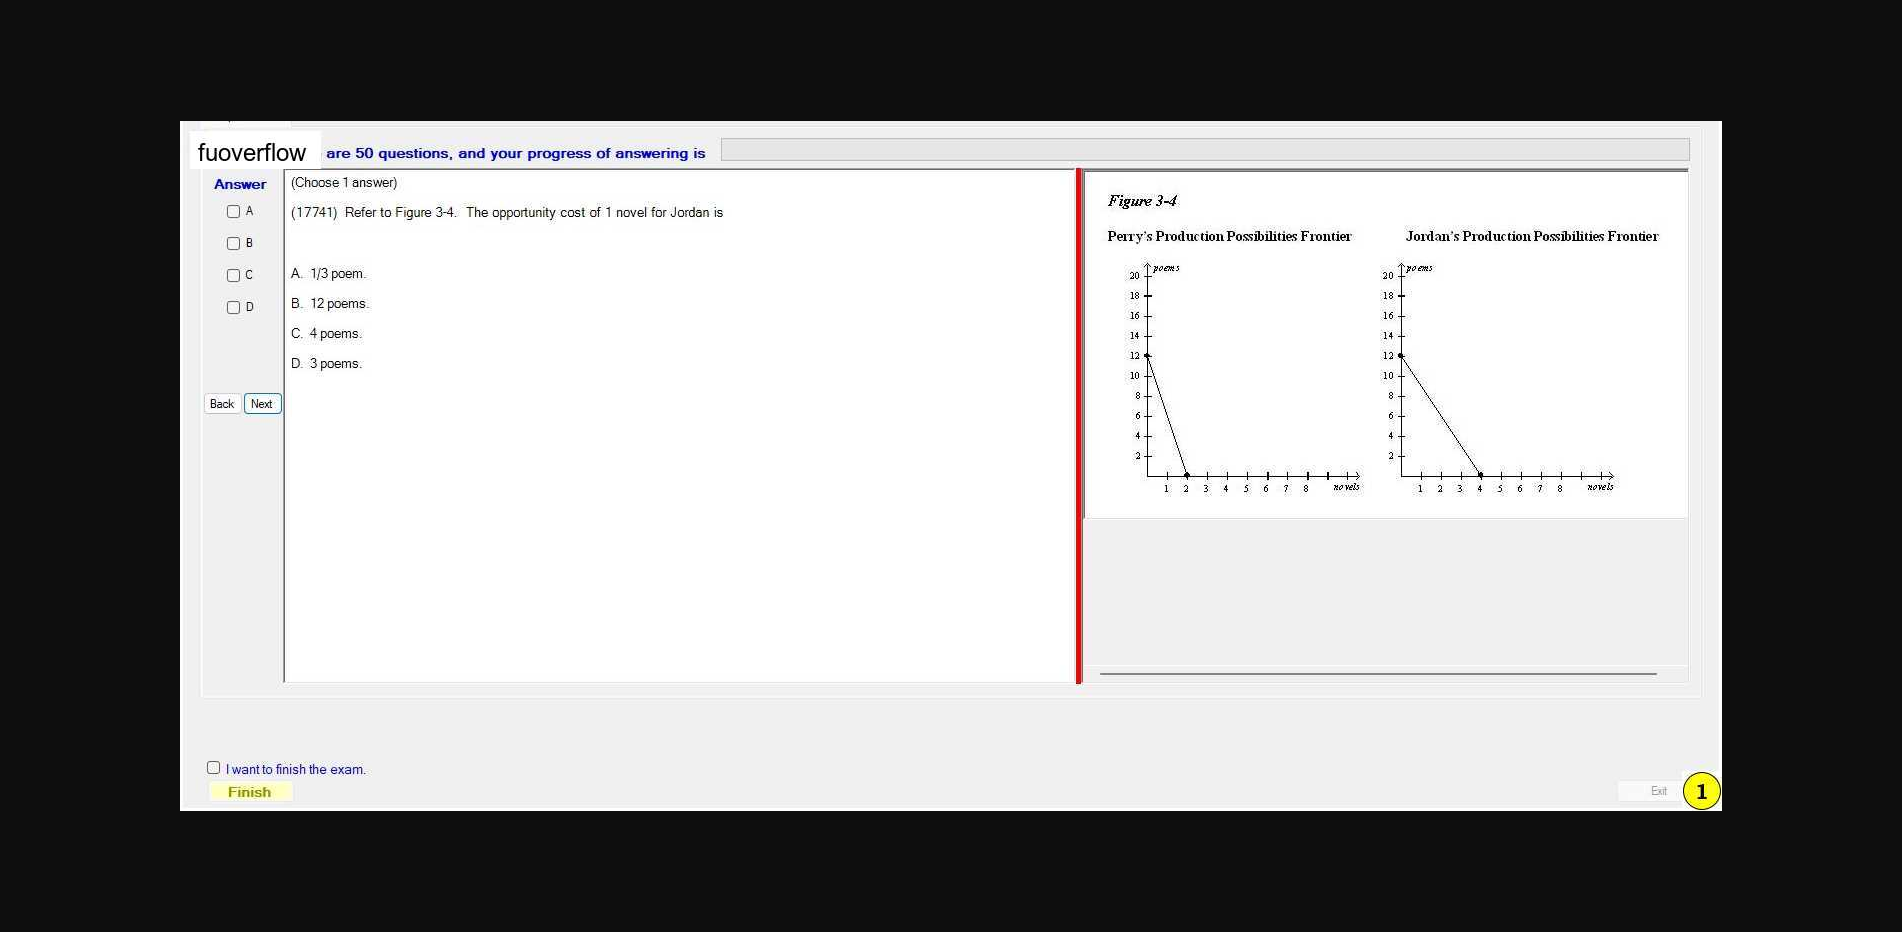 fuoverflow are 50 questions, and your progress of answering is
Answer
A
B
C
D
Back Next
(Choose 1 answer)
(17741) Refer to Figure 3-4. The opportunity cost of 1 novel for Jordan is
A. 1/3 poem.
B. 12 poems.
C. 4 poems.
D. 3 poems.
Figure 3-4
Perry's Production Possibilities Frontier
poems
20
18
16
14
12
10
8
6
4
2
1 2 3 4 5 6 7 8 novels
Jordan's Production Possibilities Frontier
poems
20
18
16
14
12
10
8
6
4
2
1 2 3 4 5 6 7 8 novels
I want to finish the exam.
Finish
Exit
1